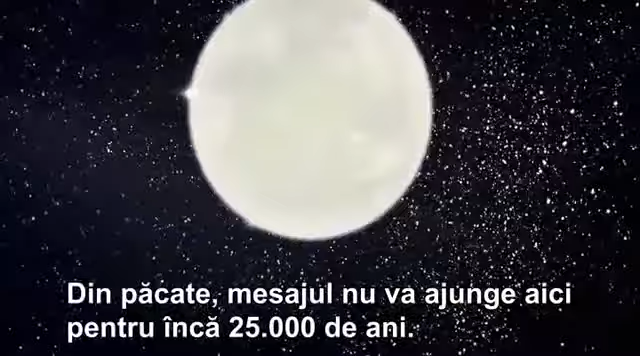 Din păcate, mesajul nu va ajunge aici
pentru încă 25.000 de ani.